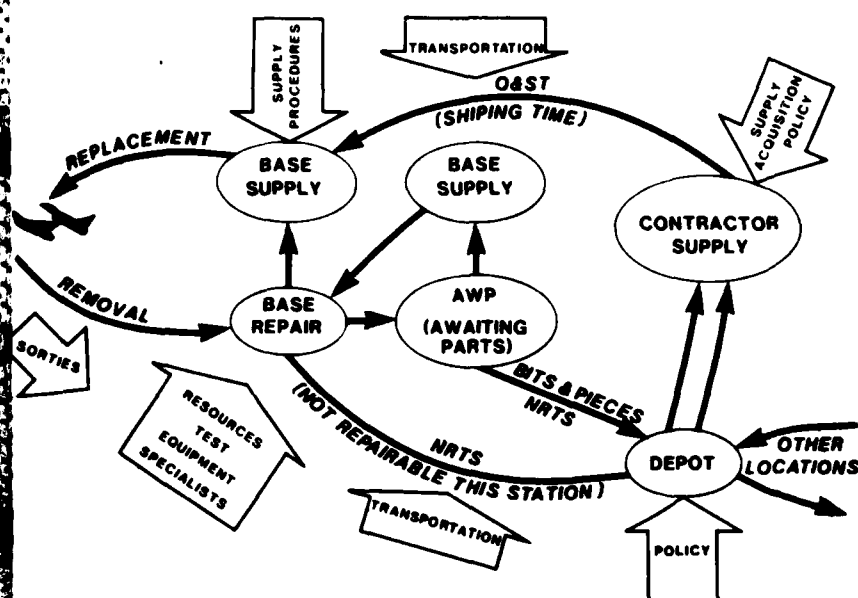 TRANSPORTATION
SUPPLY
PROCEDURES
O&ST
(SHIPING TIME)
SUPPLY
ACQUISITION
POLICY
REPLACEMENT
BASE
SUPPLY
BASE
SUPPLY
CONTRACTOR
SUPPLY
REMOVAL
BASE
REPAIR
AWP
(AWAITING
PARTS)
SORTIES
BITS & PIECES
NRTS
RESOURCES
TEST
EQUIPMENT
SPECIALISTS
NRTS
(NOT REPAIRABLE THIS STATION)
DEPOT
OTHER
LOCATIONS
TRANSPORTATION
POLICY